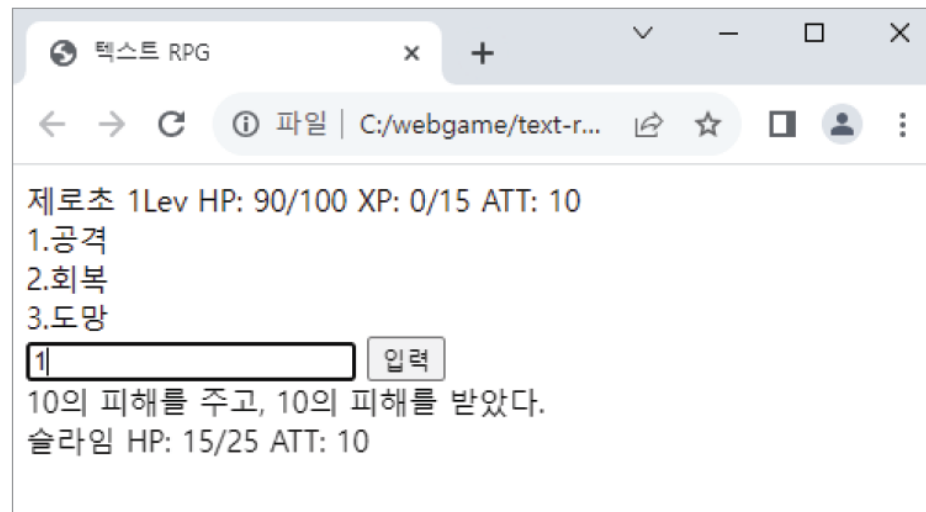 텍스트 RPG
파일 C:/webgame/text-r...
제로초 1Lev HP: 90/100 XP: 0/15 ATT: 10
1.공격
2.회복
3.도망
1 입력
10의 피해를 주고, 10의 피해를 받았다.
슬라임 HP: 15/25 ATT: 10